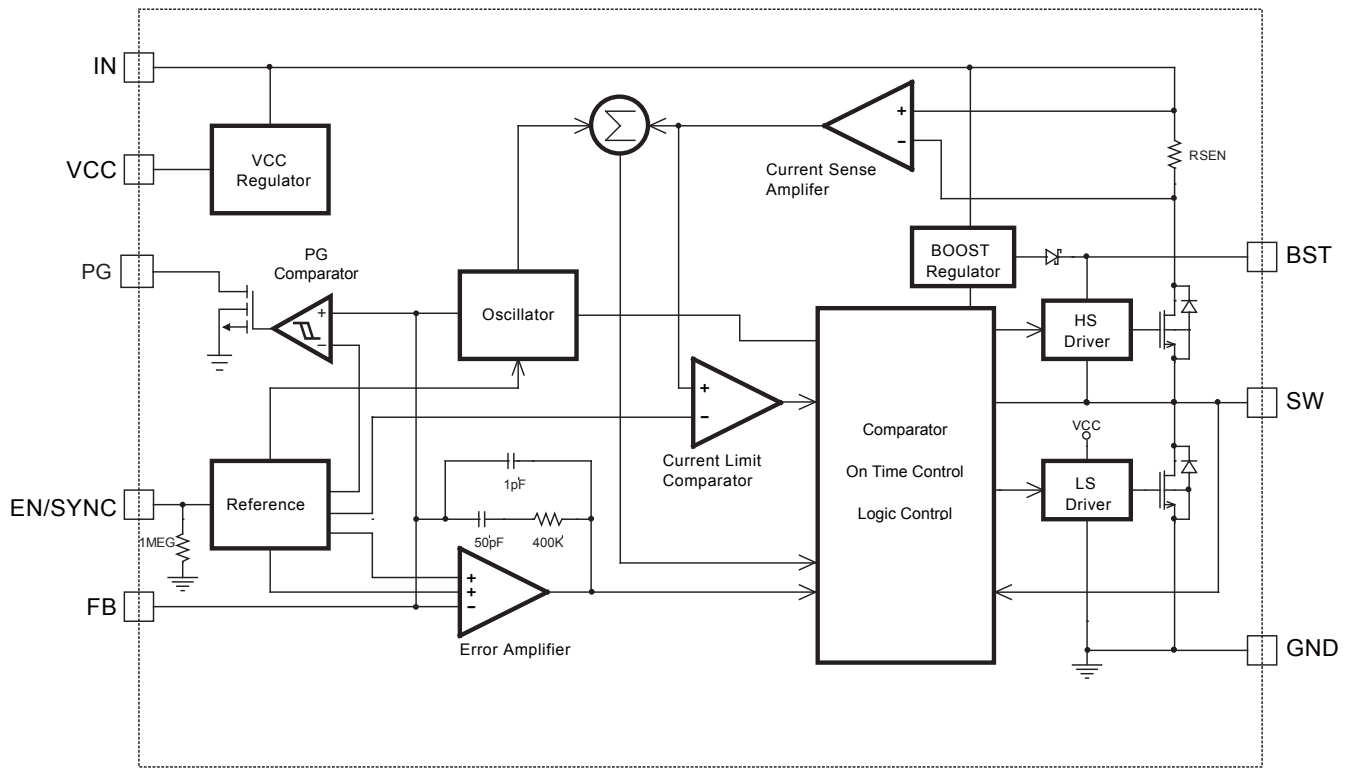 IN
VCC
PG
EN/SYNC
FB
BST
SW
GND
VCC
Regulator
Σ
+
-
Current Sense
Amplifer
RSEN
BOOST
Regulator
PG
Comparator
+
-
Oscillator
HS
Driver
+
-
Current Limit
Comparator
Comparator
On Time Control
Logic Control
VCC
LS
Driver
Reference
1MEG
1pF
50pF
400K
+
+
-
Error Amplifier